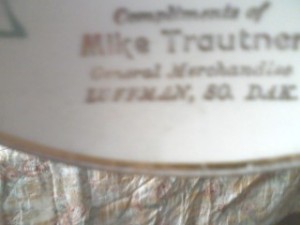 Compliments of
Mike Trautner
General Merchandise
SO. DAK.